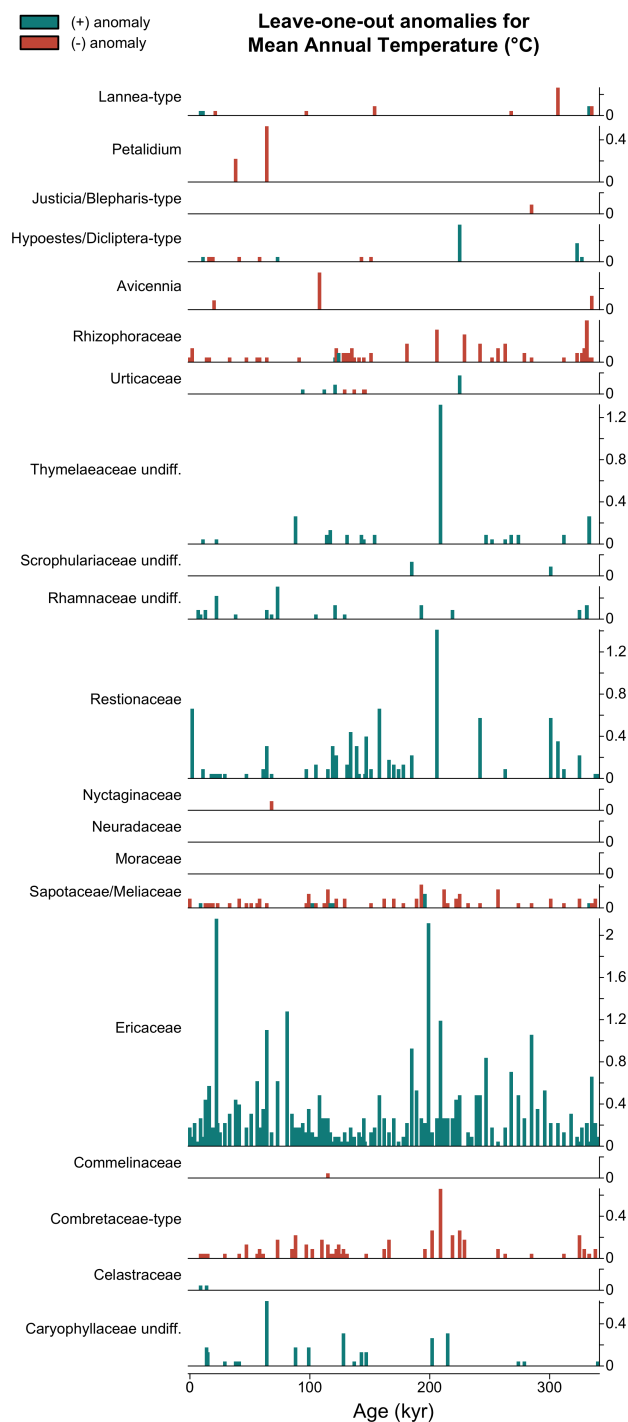 (+) anomaly
(-) anomaly
Leave-one-out anomalies for
Mean Annual Temperature (°C)
Lannea-type
0
Petalidium
0.4
0
Justicia/Blepharis-type
0
Hypoestes/Dicliptera-type
0
Avicennia
0
Rhizophoraceae
0
Urticaceae
0
Thymelaeaceae undiff.
1.2
0.8
0.4
0
Scrophulariaceae undiff.
0
Rhamnaceae undiff.
0
Restionaceae
1.2
0.8
0.4
0
Nyctaginaceae
0
Neuradaceae
0
Moraceae
0
Sapotaceae/Meliaceae
0
Ericaceae
2
1.6
1.2
0.8
0.4
0
Commelinaceae
0
Combretaceae-type
0.4
0
Celastraceae
0
Caryophyllaceae undiff.
0.4
0
0 100 200 300
Age (kyr)